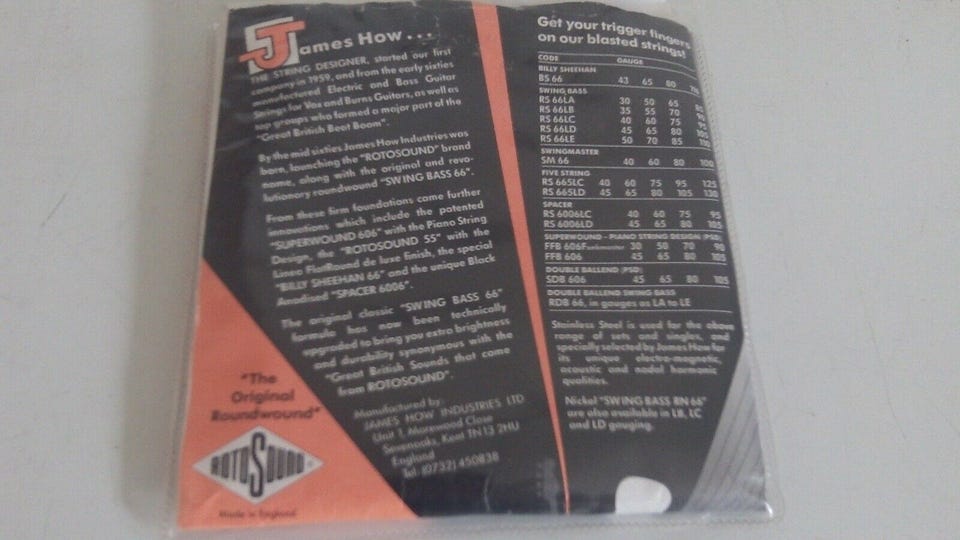 James How...
THE STRING DESIGNER, started our first
company in 1959, and from the early sixties
manufactured Electric and Bass Guitar
Strings for Vox and Burns Guitars, as well as
top groups who formed a major part of the
"Great British Beat Boom".
By the mid sixties James How Industries was
born, launching the "ROTOSOUND" brand
name, along with the original and revo-
lutionary roundwound "SWING BASS 66".
From these firm foundations came further
innovations which include the patented
"SUPERWOUND 606" with the Piano String
Design, the "ROTOSOUND 55" with the
Linea FlatRound de luxe finish, the special
"BILLY SHEEHAN 66" and the unique Black
Anodised "SPACER 6006".
The original classic "SWING BASS 66"
formula has now been technically
upgraded to bring you extra brightness
and durability synonymous with the
"Great British Sounds that come
from ROTOSOUND".
Manufactured by:
JAMES HOW INDUSTRIES LTD
Unit 1, Morewood Close
Sevenoaks, Kent TN13 2HU
England
Tel: (0732) 450838
"The
Original
Roundwound"
ROTOSOUND
Made in England
Get your trigger fingers
on our blasted strings!
CODE GAUGE
BILLY SHEEHAN
BS 66 43 65 80
SWING BASS
RS 66LA 30 50 65 85
RS 66LB 35 55 70 90
RS 66LC 40 60 75 95
RS 66LD 45 65 80 105
RS 66LE 50 70 85 110
SWINGMASTER
SM 66 40 60 80 100
FIVE STRING
RS 665LC 40 60 75 95 125
RS 665LD 45 65 80 105 130
SPACER
RS 6006LC 40 60 75 95
RS 6006LD 45 65 80 105
SUPERWOUND - PIANO STRING DESIGN (PSD)
FFB 606 30 50 70 90
FFB 606 45 65 80 105
DOUBLE BALLEND (PSD)
SDB 606 45 65 80 105
DOUBLE BALLEND SWING BASS
RDB 66, in gauges as LA to LE
Stainless Steel is used for the above
range of sets and singles, and
specially selected by James How for
its unique electro-magnetic,
acoustic and nodal harmonic
qualities.
Nickel "SWING BASS RN 66"
are also available in LB, LC
and LD gauging.